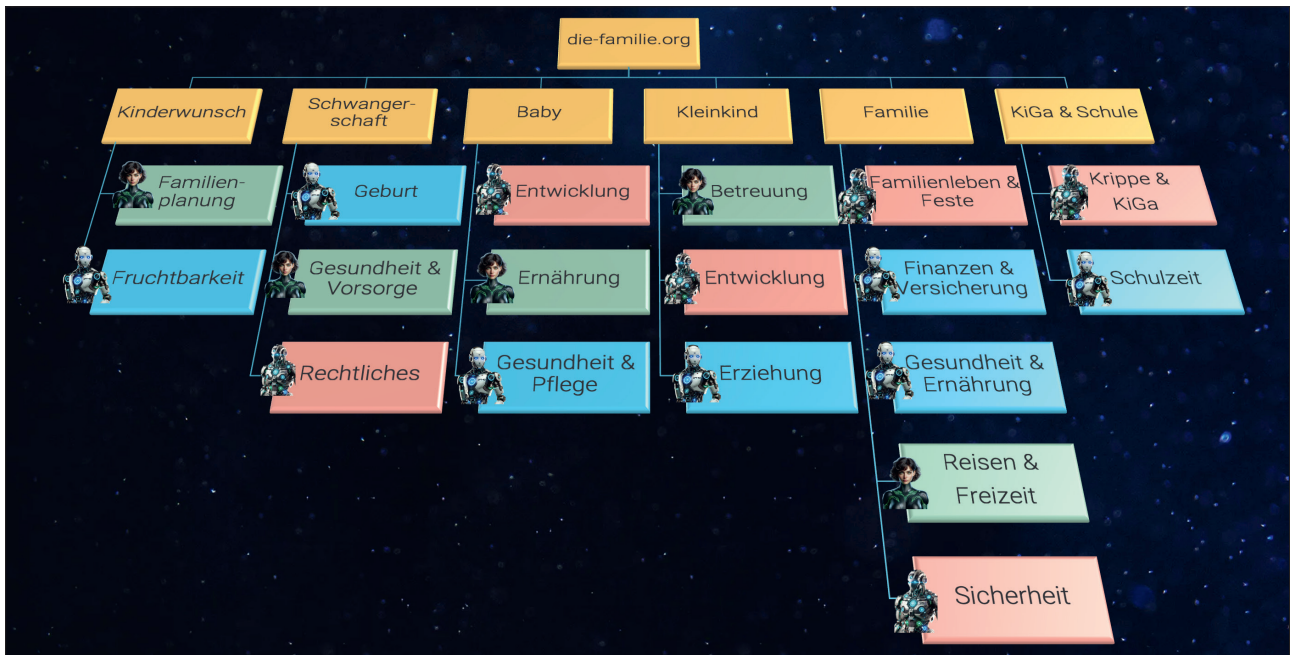 die-familie.org
Kinderwunsch
Schwanger-
schaft
Baby
Kleinkind
Familie
KiGa & Schule
Familien-
planung
Geburt
Entwicklung
Betreuung
Familienleben &
Feste
Krippe &
KiGa
Fruchtbarkeit
Gesundheit &
Vorsorge
Ernährung
Entwicklung
Finanzen &
Versicherung
Schulzeit
Rechtliches
Gesundheit &
Pflege
Erziehung
Gesundheit &
Ernährung
Reisen &
Freizeit
Sicherheit